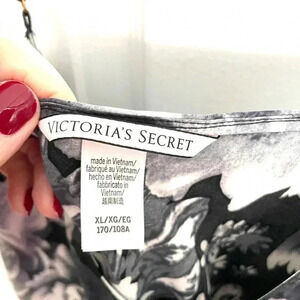 VICTORIA'S SECRET
made in Vietnam/
fabriqué au Vietnam/
hecho en Vietnam/
fabbricato in
Vietnam/
越南制造
XL/XG/EG
170/108A